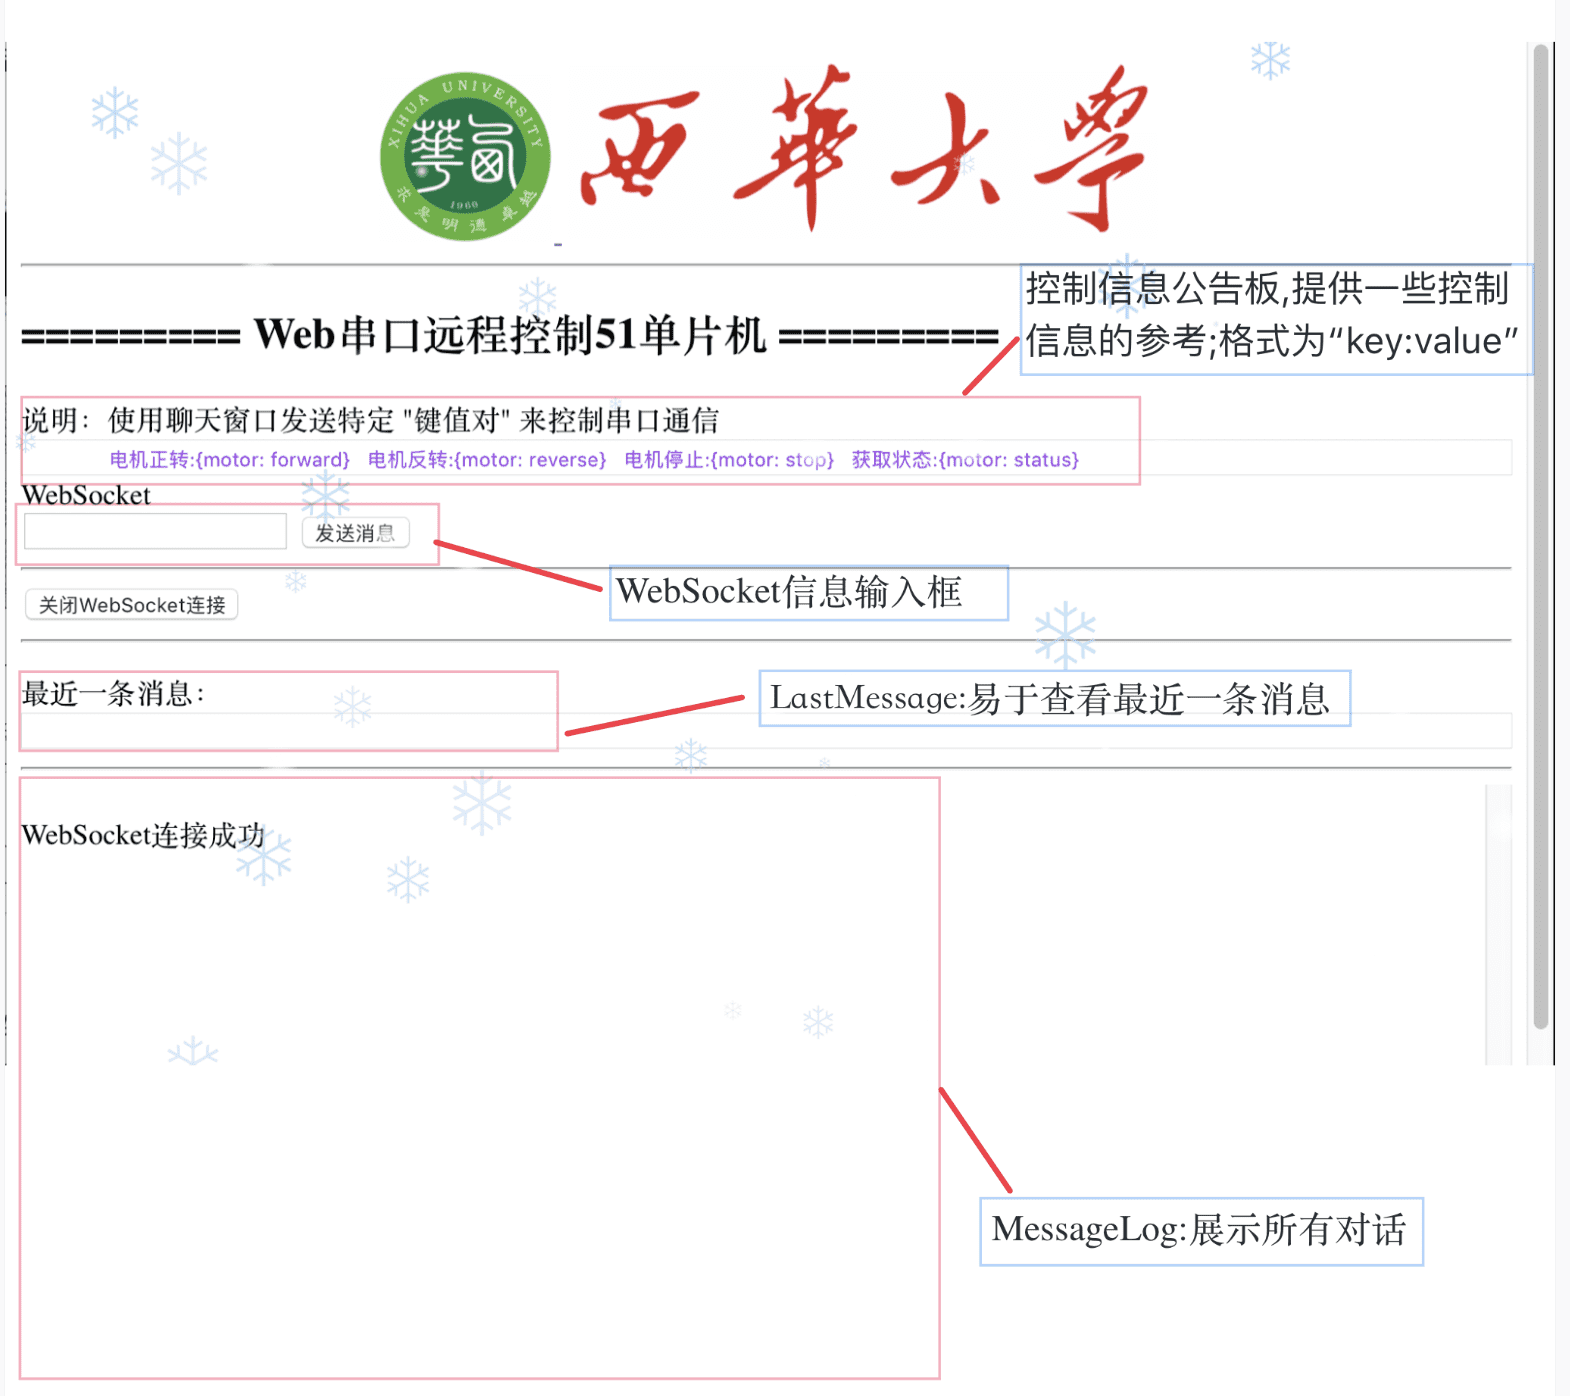 XIHUA UNIVERSITY
1960
求是明德卓越
西华大学
控制信息公告板,提供一些控制
信息的参考;格式为“key:value”
========= Web串口远程控制51单片机 =========
说明：使用聊天窗口发送特定 "键值对" 来控制串口通信
电机正转:{motor: forward} 电机反转:{motor: reverse} 电机停止:{motor: stop} 获取状态:{motor: status}
WebSocket
发送消息
WebSocket信息输入框
关闭WebSocket连接
最近一条消息：
LastMessage:易于查看最近一条消息
WebSocket连接成功
MessageLog:展示所有对话